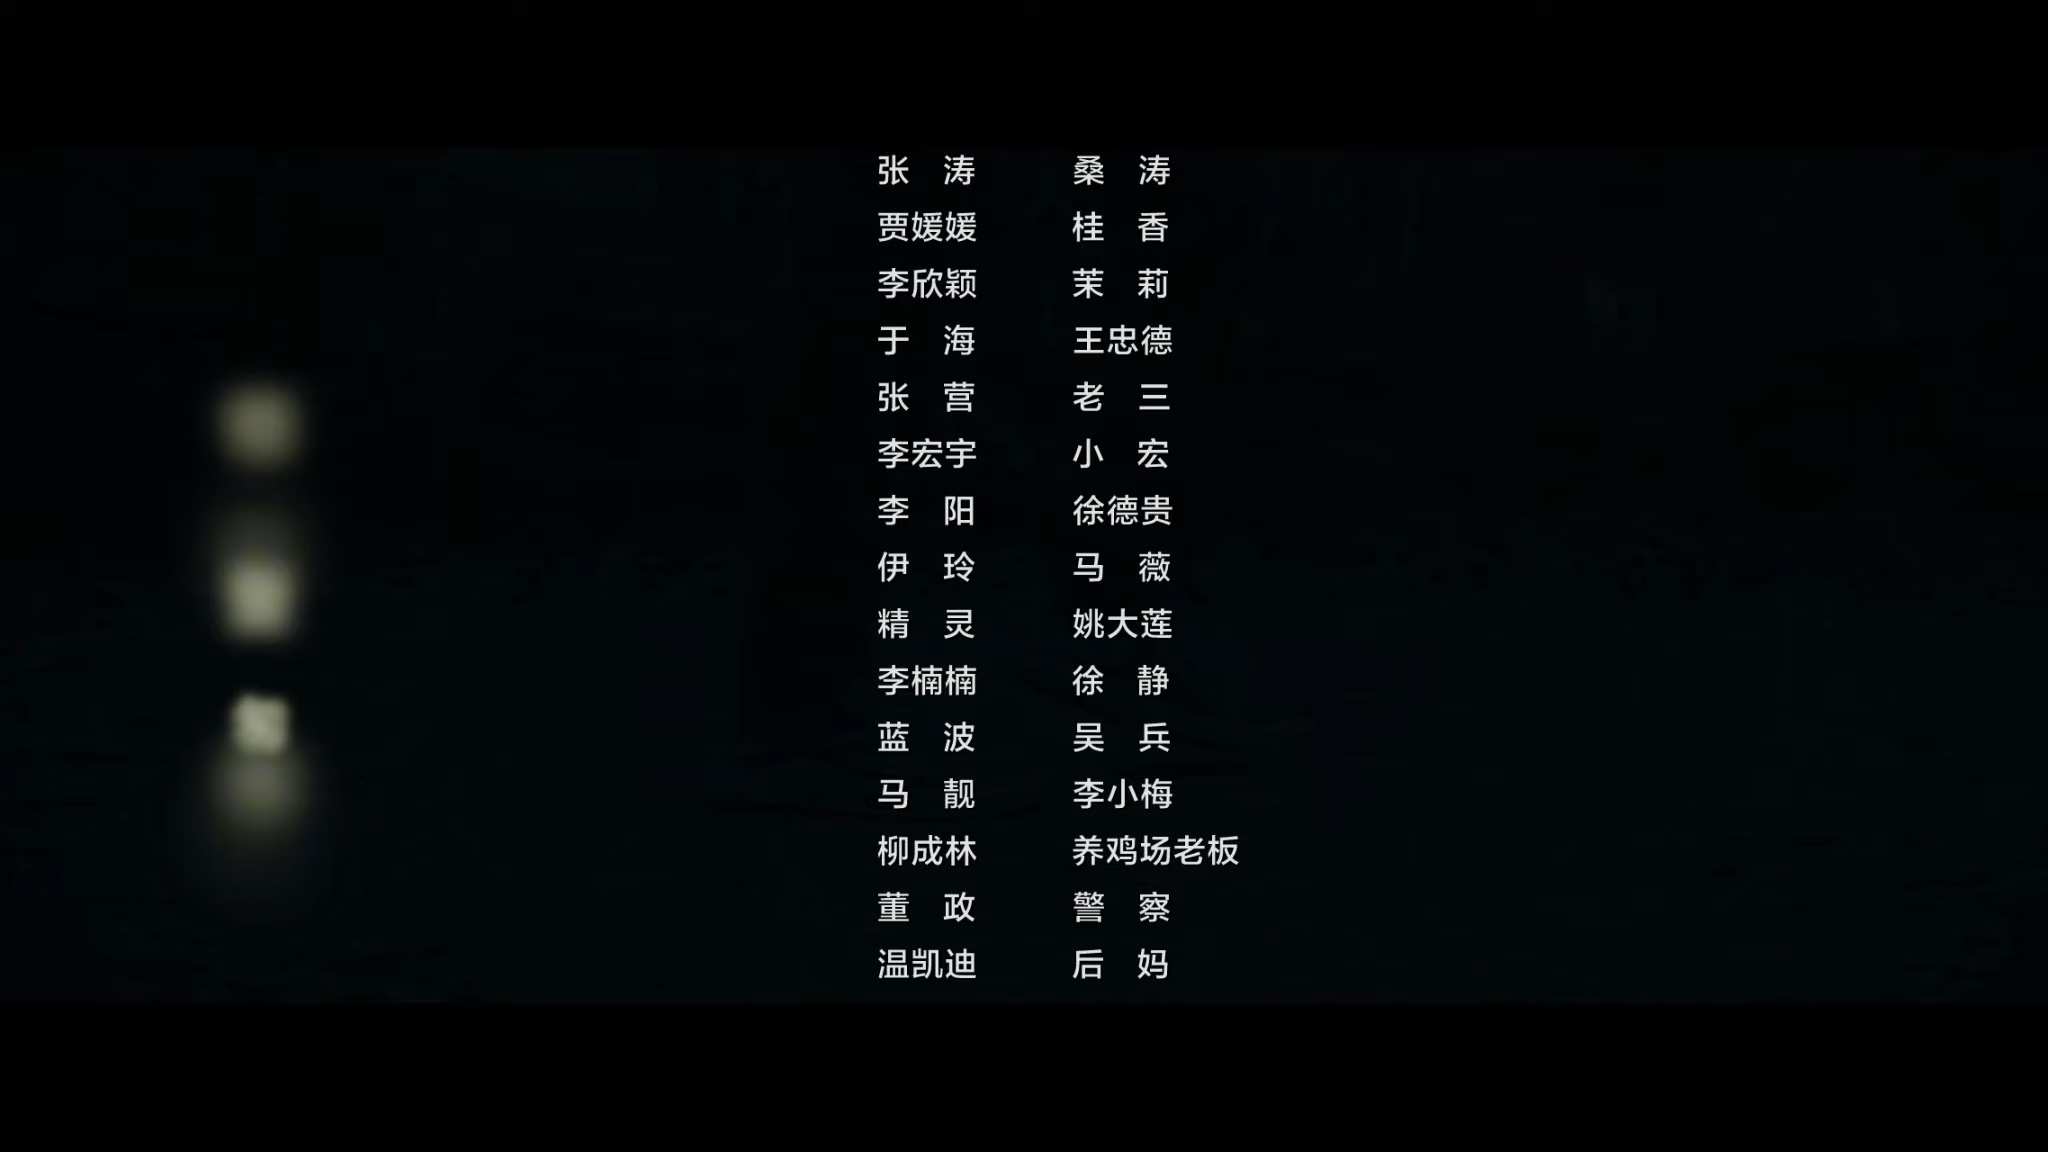 张　涛　　　桑　涛
贾媛媛　　　桂　香
李欣颖　　　茉　莉
于　海　　　王忠德
张　营　　　老　三
李宏宇　　　小　宏
李　阳　　　徐德贵
伊　玲　　　马　薇
精　灵　　　姚大莲
李楠楠　　　徐　静
蓝　波　　　吴　兵
马　靓　　　李小梅
柳成林　　　养鸡场老板
董　政　　　警　察
温凯迪　　　后　妈